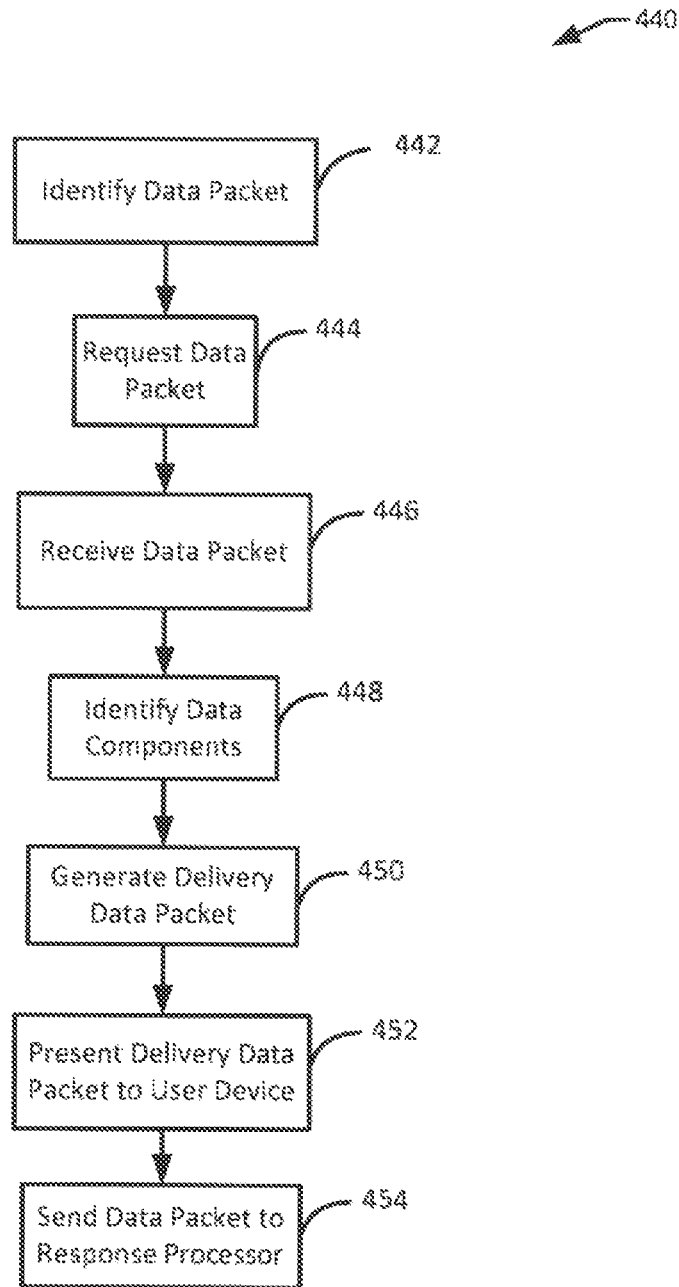 440
442
Identify Data Packet
444
Request Data
Packet
446
Receive Data Packet
448
Identify Data
Components
450
Generate Delivery
Data Packet
452
Present Delivery Data
Packet to User Device
454
Send Data Packet to
Response Processor